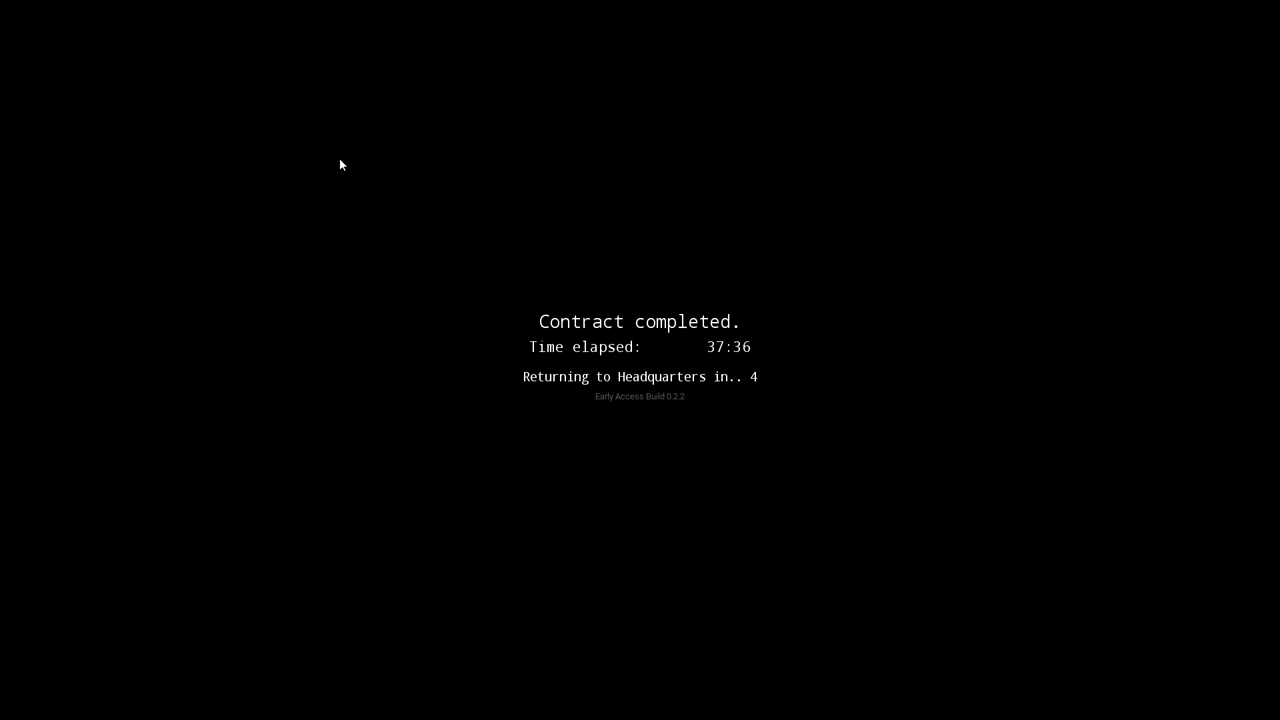 Contract completed.
Time elapsed: 37:36
Returning to Headquarters in.. 4
Early Access Build 0.2.2